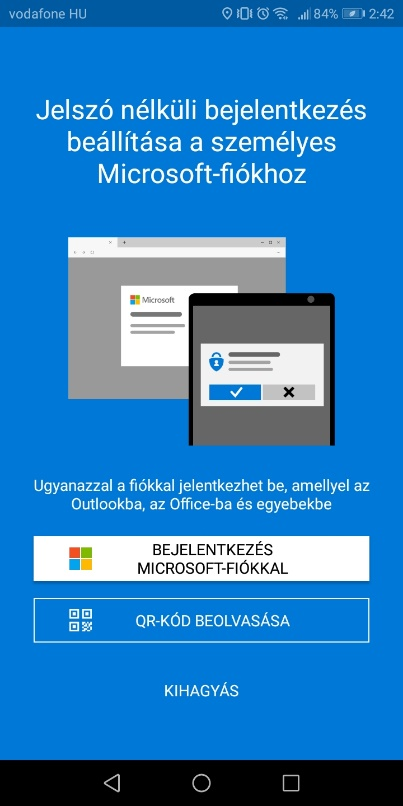 vodafone HU 84% 2:42
Jelszó nélküli bejelentkezés
beállítása a személyes
Microsoft-fiókhoz
Microsoft
Ugyanazzal a fiókkal jelentkezhet be, amellyel az
Outlookba, az Office-ba és egyebekbe
BEJELENTKEZÉS
MICROSOFT-FIÓKKAL
QR-KÓD BEOLVASÁSA
KIHAGYÁS